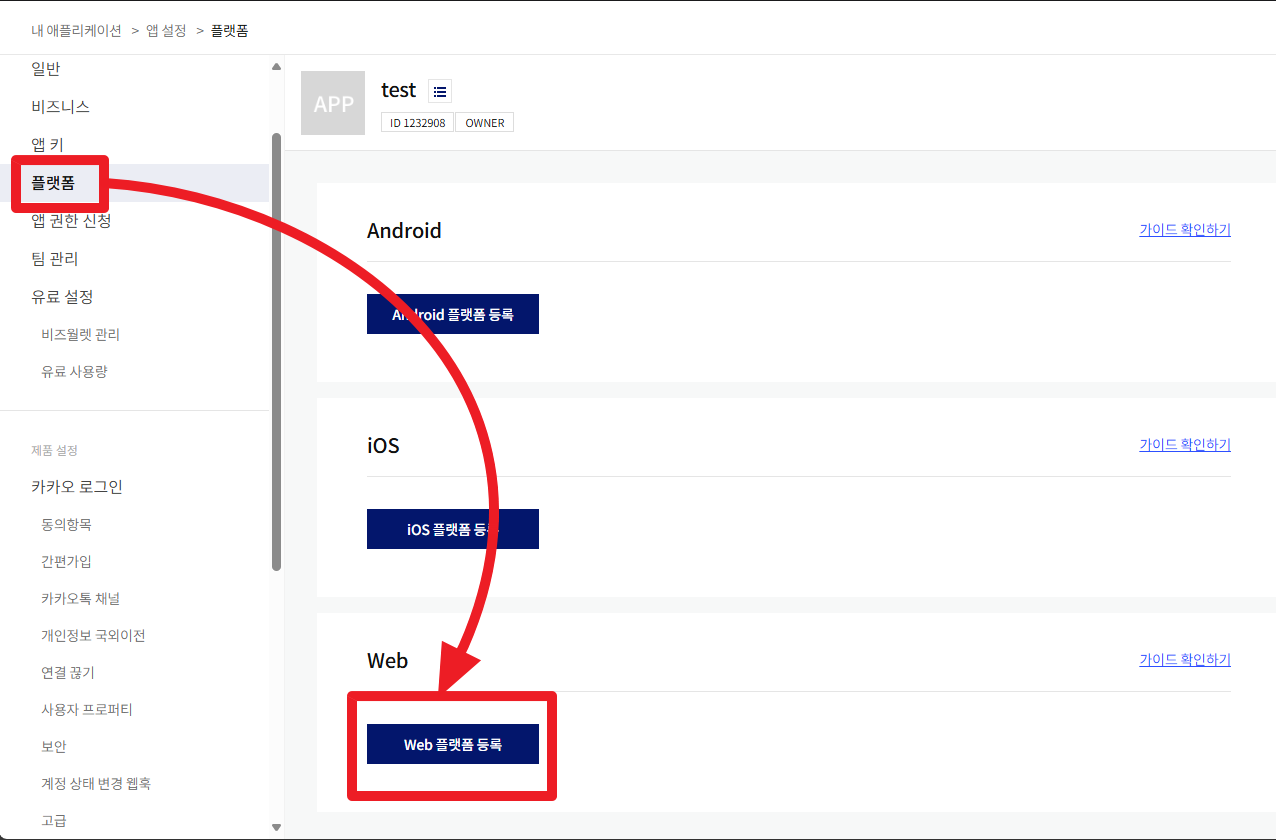 내 애플리케이션 > 앱 설정 > 플랫폼
일반
비즈니스
앱 키
플랫폼
앱 권한 신청
팀 관리
유료 설정
비즈월렛 관리
유료 사용량
제품 설정
카카오 로그인
동의항목
간편가입
카카오톡 채널
개인정보 국외이전
연결 끊기
사용자 프로퍼티
보안
계정 상태 변경 웹훅
고급
APP
test
ID 1232908 OWNER
Android
가이드 확인하기
Android 플랫폼 등록
iOS
가이드 확인하기
iOS 플랫폼 등록
Web
가이드 확인하기
Web 플랫폼 등록